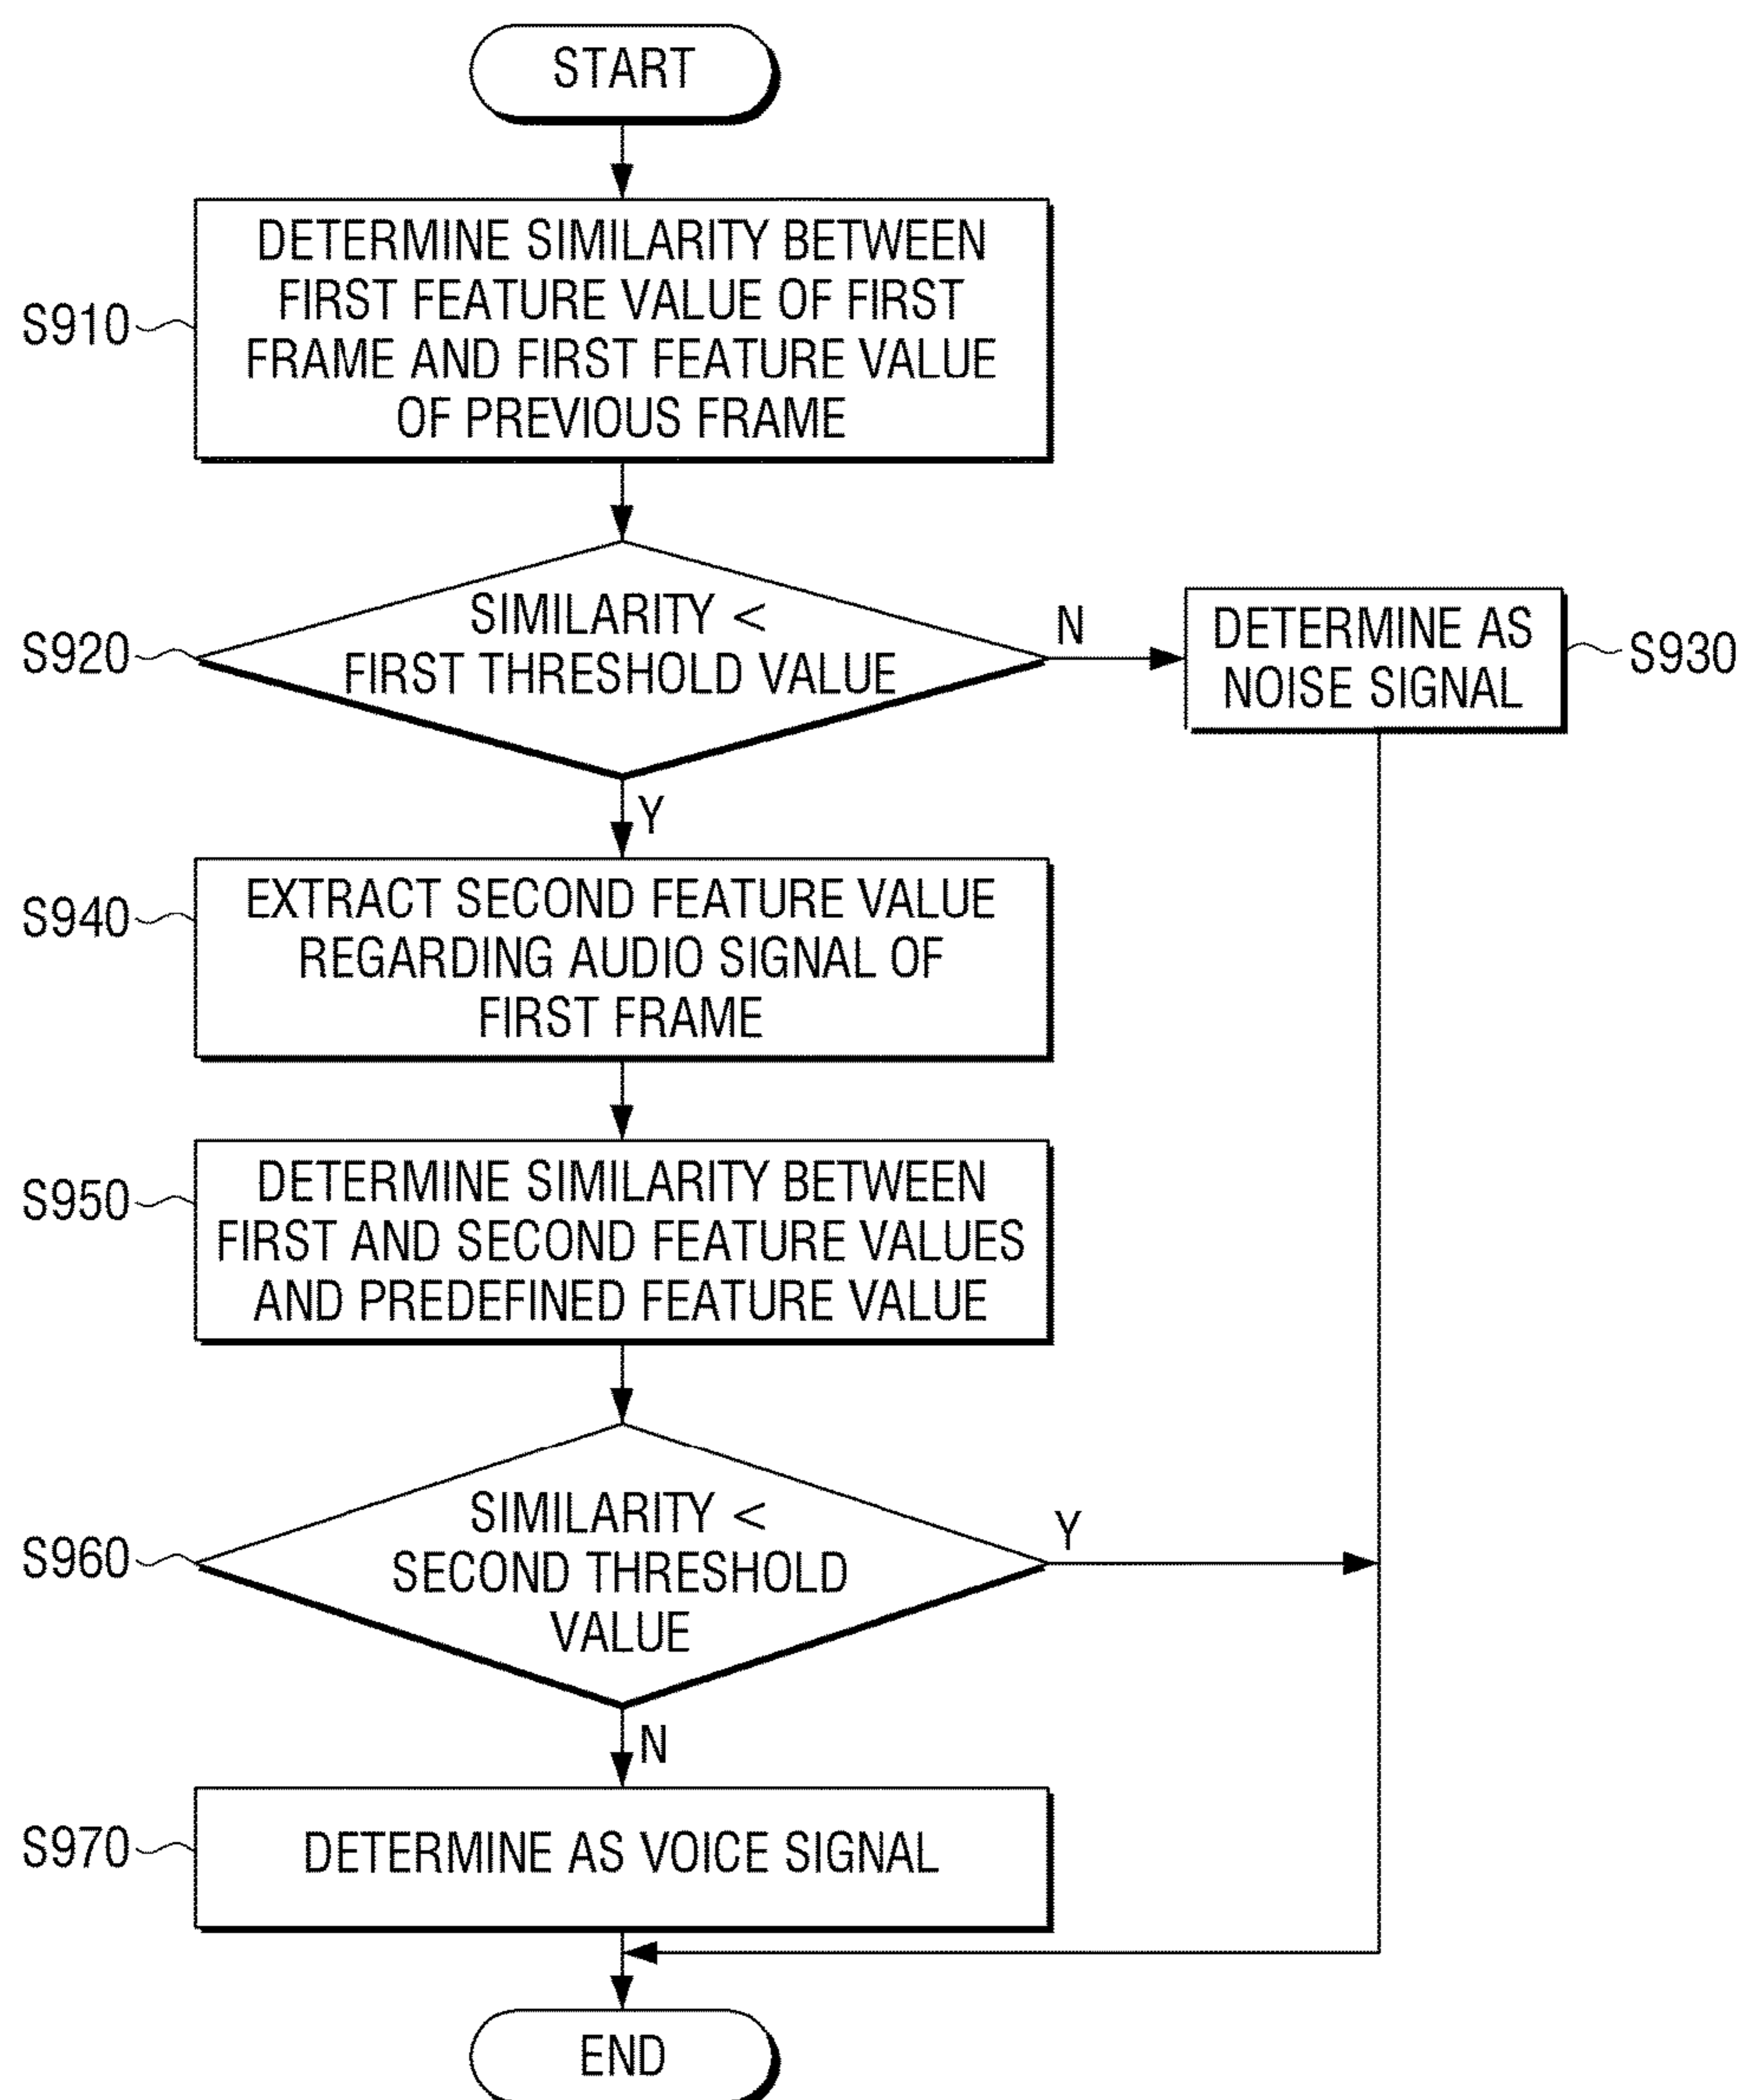 START
S910
DETERMINE SIMILARITY BETWEEN
FIRST FEATURE VALUE OF FIRST
FRAME AND FIRST FEATURE VALUE
OF PREVIOUS FRAME
S920
SIMILARITY <
FIRST THRESHOLD VALUE
N
DETERMINE AS
NOISE SIGNAL
S930
Y
S940
EXTRACT SECOND FEATURE VALUE
REGARDING AUDIO SIGNAL OF
FIRST FRAME
S950
DETERMINE SIMILARITY BETWEEN
FIRST AND SECOND FEATURE VALUES
AND PREDEFINED FEATURE VALUE
S960
SIMILARITY <
SECOND THRESHOLD
VALUE
Y
N
S970
DETERMINE AS VOICE SIGNAL
END